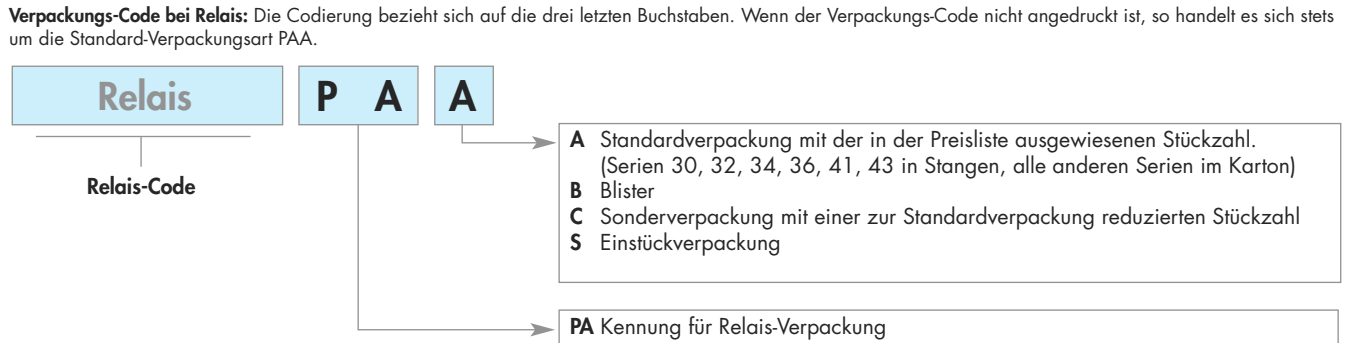 Verpackungs-Code bei Relais: Die Codierung bezieht sich auf die drei letzten Buchstaben. Wenn der Verpackungs-Code nicht angedruckt ist, so handelt es sich stets
um die Standard-Verpackungsart PAA.
Relais P A A
A Standardverpackung mit der in der Preisliste ausgewiesenen Stückzahl.
(Serien 30, 32, 34, 36, 41, 43 in Stangen, alle anderen Serien im Karton)
Relais-Code
B Blister
C Sonderverpackung mit einer zur Standardverpackung reduzierten Stückzahl
S Einstückverpackung
PA Kennung für Relais-Verpackung